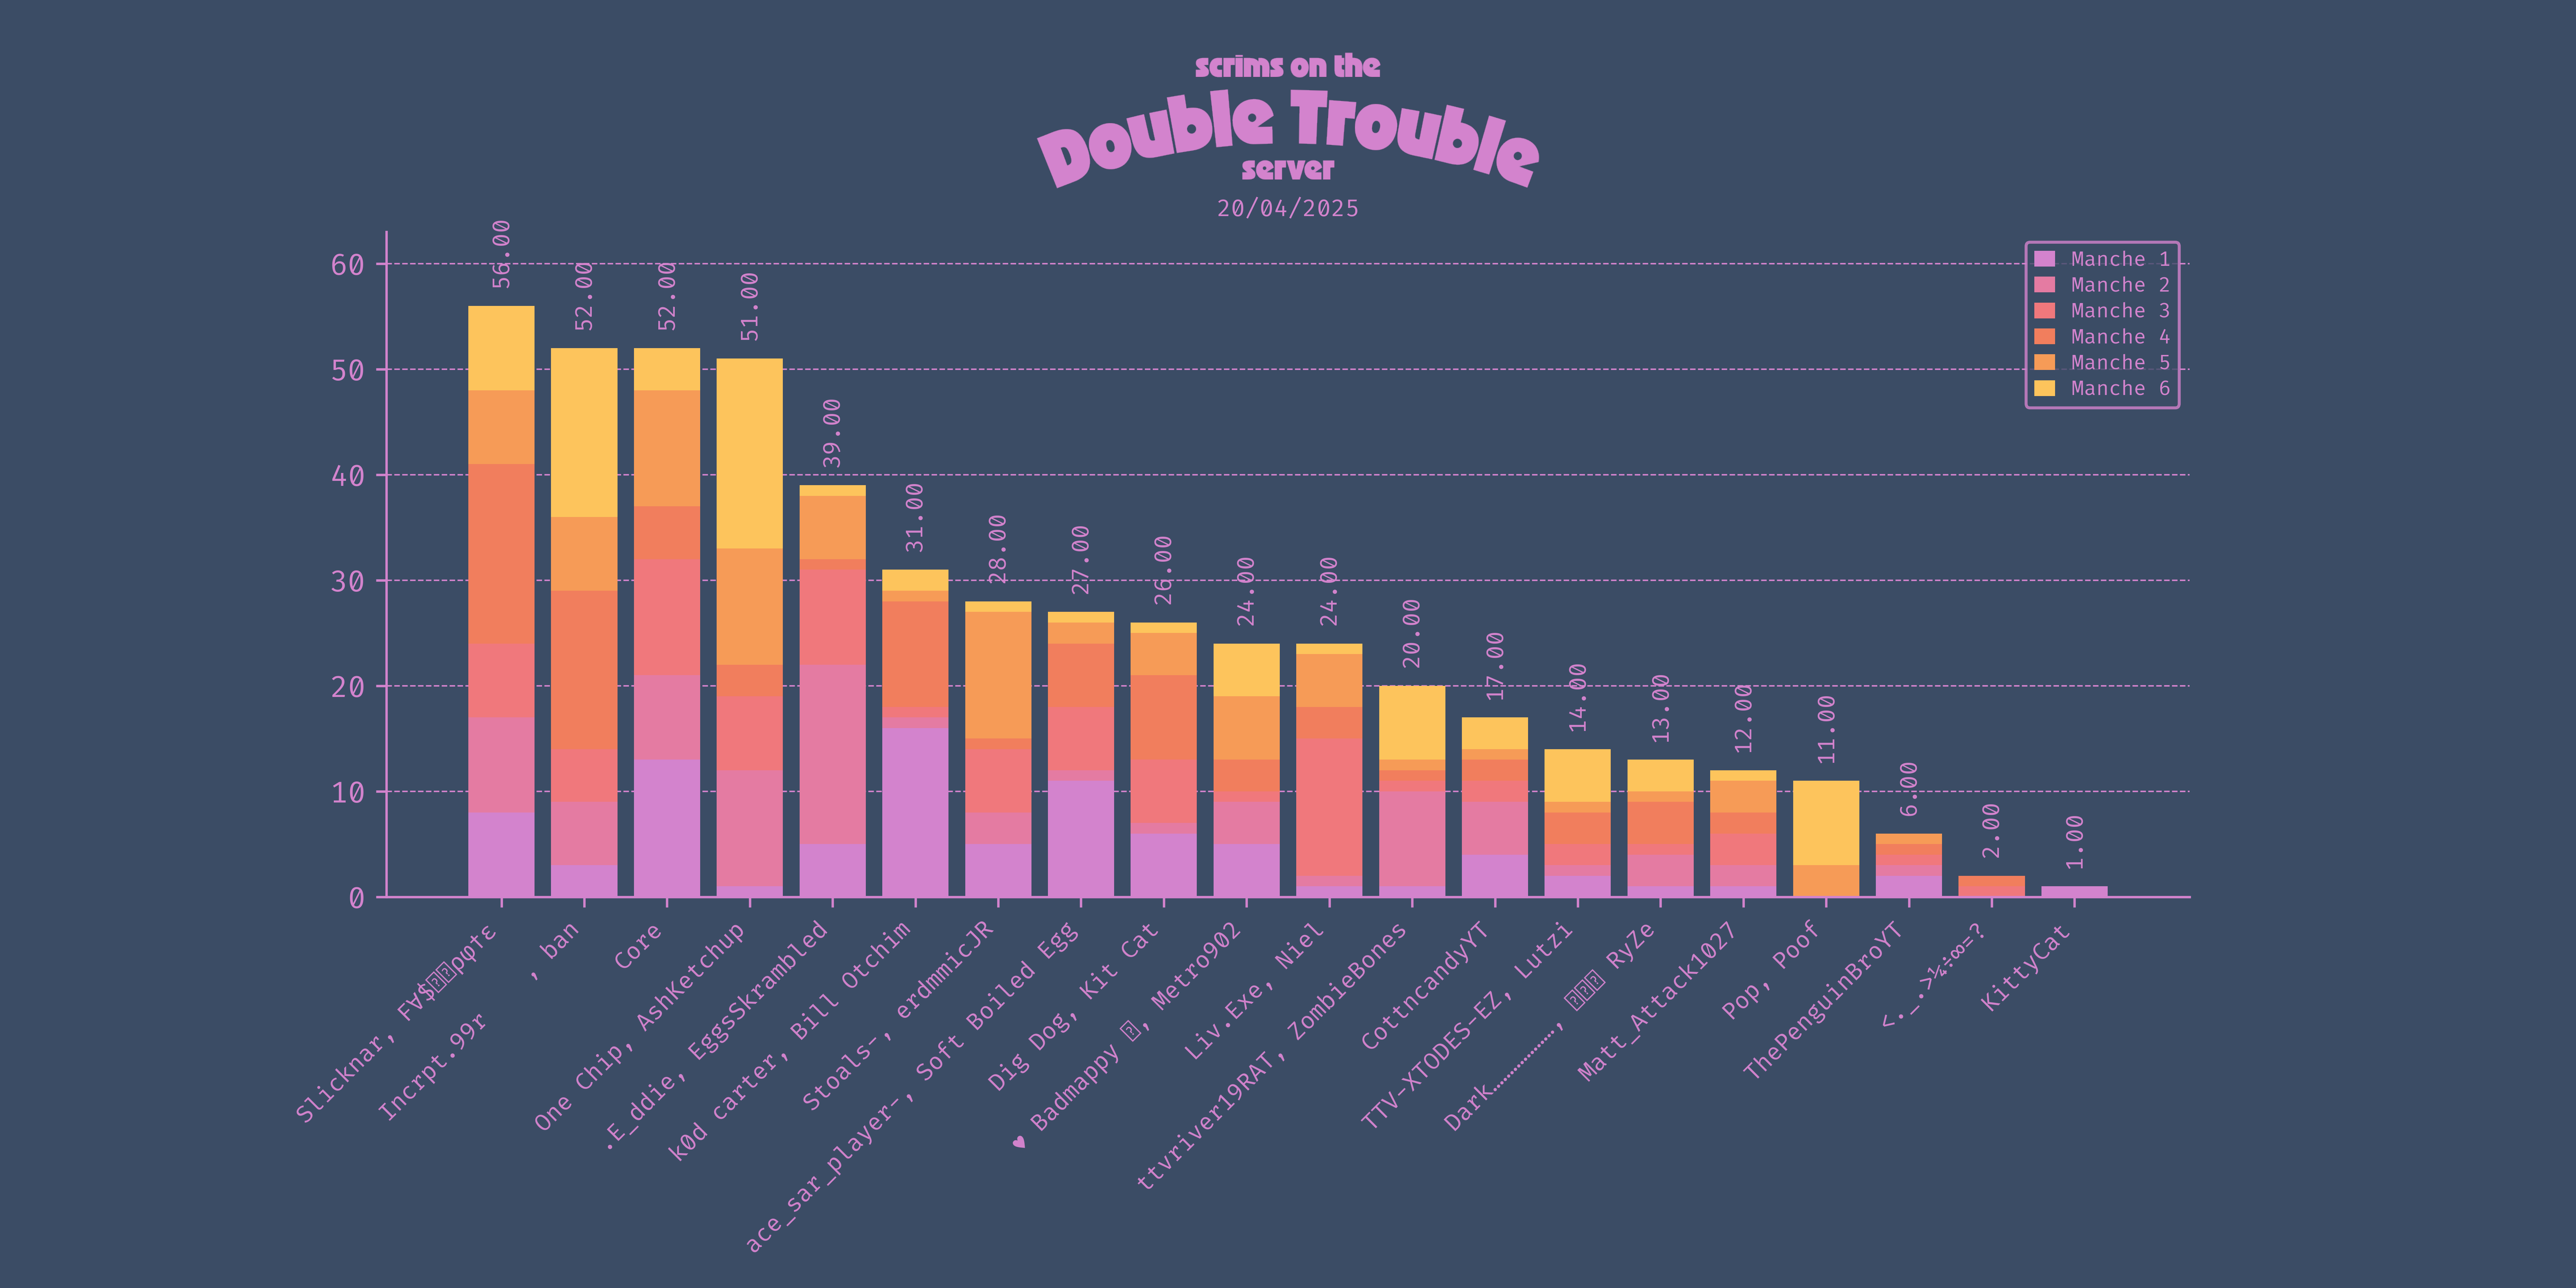 scrims on the
Double Trouble
server
20/04/2025
Manche 1
Manche 2
Manche 3
Manche 4
Manche 5
Manche 6
60
50
40
30
20
10
0
56.00
52.00
52.00
51.00
39.00
31.00
28.00
27.00
26.00
24.00
24.00
20.00
17.00
14.00
13.00
12.00
11.00
6.00
2.00
1.00
Slicknar,
Incrpt.99r , ban
Core
One Chip, AshKetchup
.E_ddie, EggsSkrambled
k0d carter, Bill Otchim
Stoals-, erdmmicJR
ace_sar_player-, Soft Boiled Egg
Dig Dog, Kit Cat
♥ Badmappy , Metro902
Liv.Exe, Niel
ttvriver19RAT, ZombieBones
CottncandyYT
TTV-XTODES-EZ, Lutzi
Dark……………, RyZe
Matt_Attack1027
Pop, Poof
ThePenguinBroYT
<._.>¼÷∞=?
KittyCat